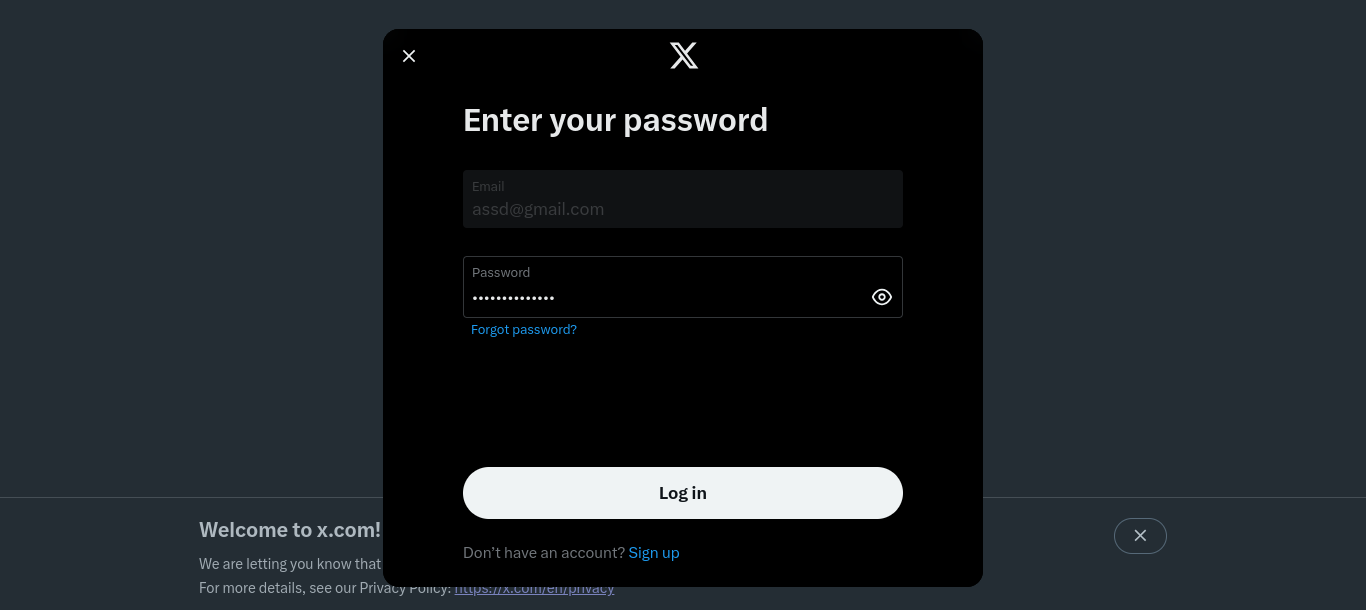 Enter your password
Email
assd@gmail.com
Password
••••••••••••••
Forgot password?
Log in
Don't have an account? Sign up
Welcome to x.com!
We are letting you know that
For more details, see our Privacy Policy: https://x.com/en/privacy